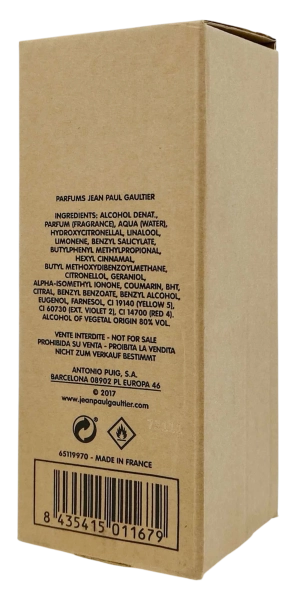 PARFUMS JEAN PAUL GAULTIER
INGREDIENTS: ALCOHOL DENAT.,
PARFUM (FRAGRANCE), AQUA (WATER),
HYDROXYCITRONELLAL, LINALOOL,
LIMONENE, BENZYL SALICYLATE,
BUTYLPHENYL METHYLPROPIONAL,
HEXYL CINNAMAL,
BUTYL METHOXYDIBENZOYLMETHANE,
CITRONELLOL, GERANIOL,
ALPHA-ISOMETHYL IONONE, COUMARIN, BHT,
CITRAL, BENZYL BENZOATE, BENZYL ALCOHOL,
EUGENOL, FARNESOL, CI 19140 (YELLOW 5),
CI 60730 (EXT. VIOLET 2), CI 14700 (RED 4).
ALCOHOL OF VEGETAL ORIGIN 80% VOL.
VENTE INTERDITE - NOT FOR SALE
PROHIBIDA SU VENTA - PROIBITA LA VENDITA
NICHT ZUM VERKAUF BESTIMMT
ANTONIO PUIG, S.A.
BARCELONA 08902 PL EUROPA 46
© 2017
www.jeanpaulgaultier.com
65119970 - MADE IN FRANCE
8 435415 011679